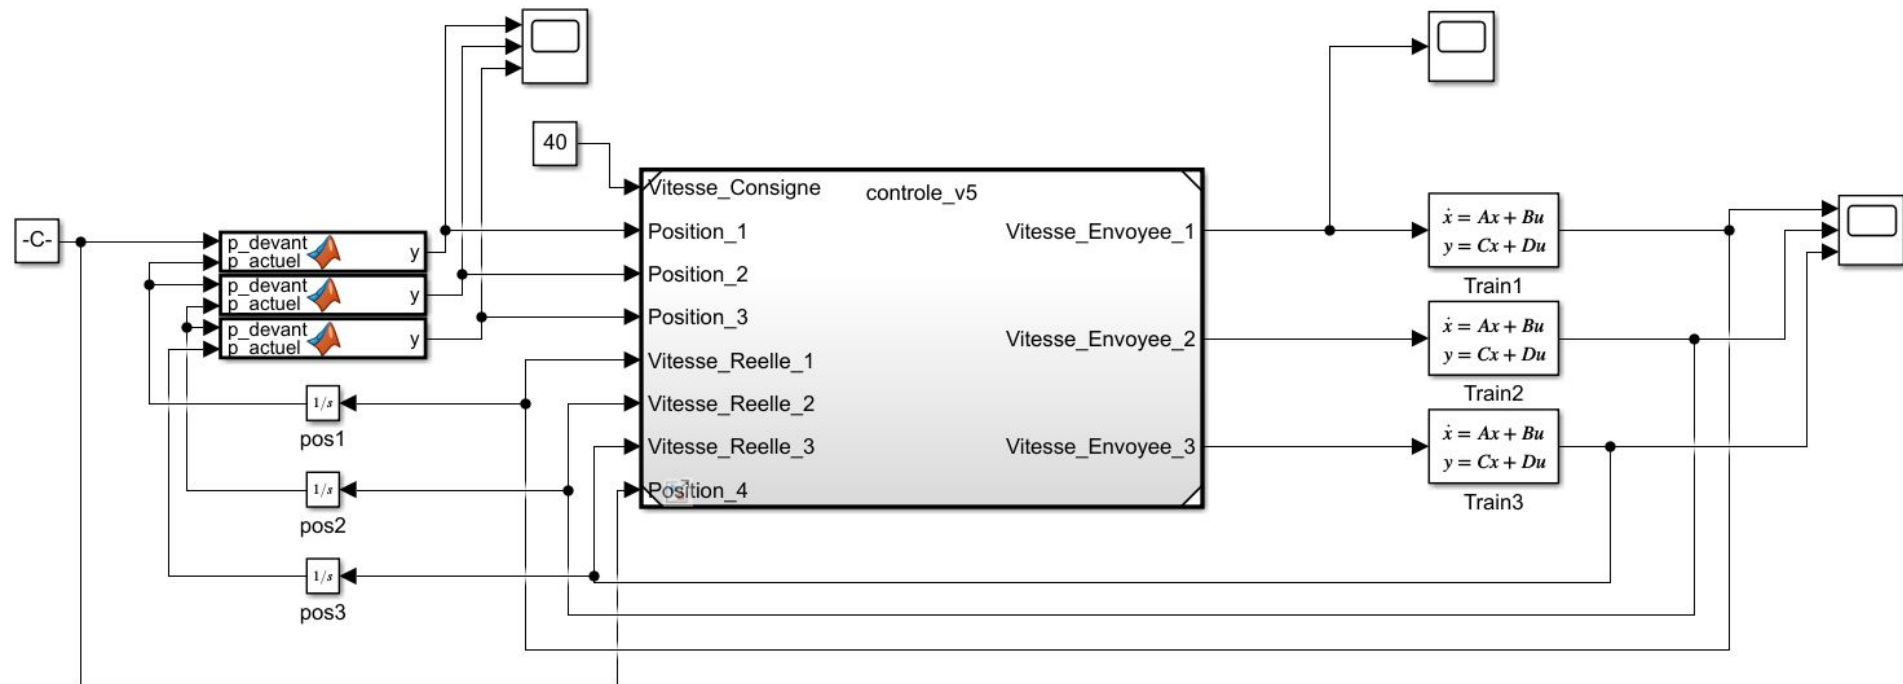 40
Vitesse_Consigne
controle_v5
-C-
p_devant
p_actuel
y
p_devant
p_actuel
y
p_devant
p_actuel
y
Position_1
Position_2
Position_3
Vitesse_Reelle_1
Vitesse_Reelle_2
Vitesse_Reelle_3
Position_4
Vitesse_Envoyee_1
Vitesse_Envoyee_2
Vitesse_Envoyee_3
ẋ = Ax + Bu
y = Cx + Du
Train1
ẋ = Ax + Bu
y = Cx + Du
Train2
ẋ = Ax + Bu
y = Cx + Du
Train3
1/s
pos1
1/s
pos2
1/s
pos3